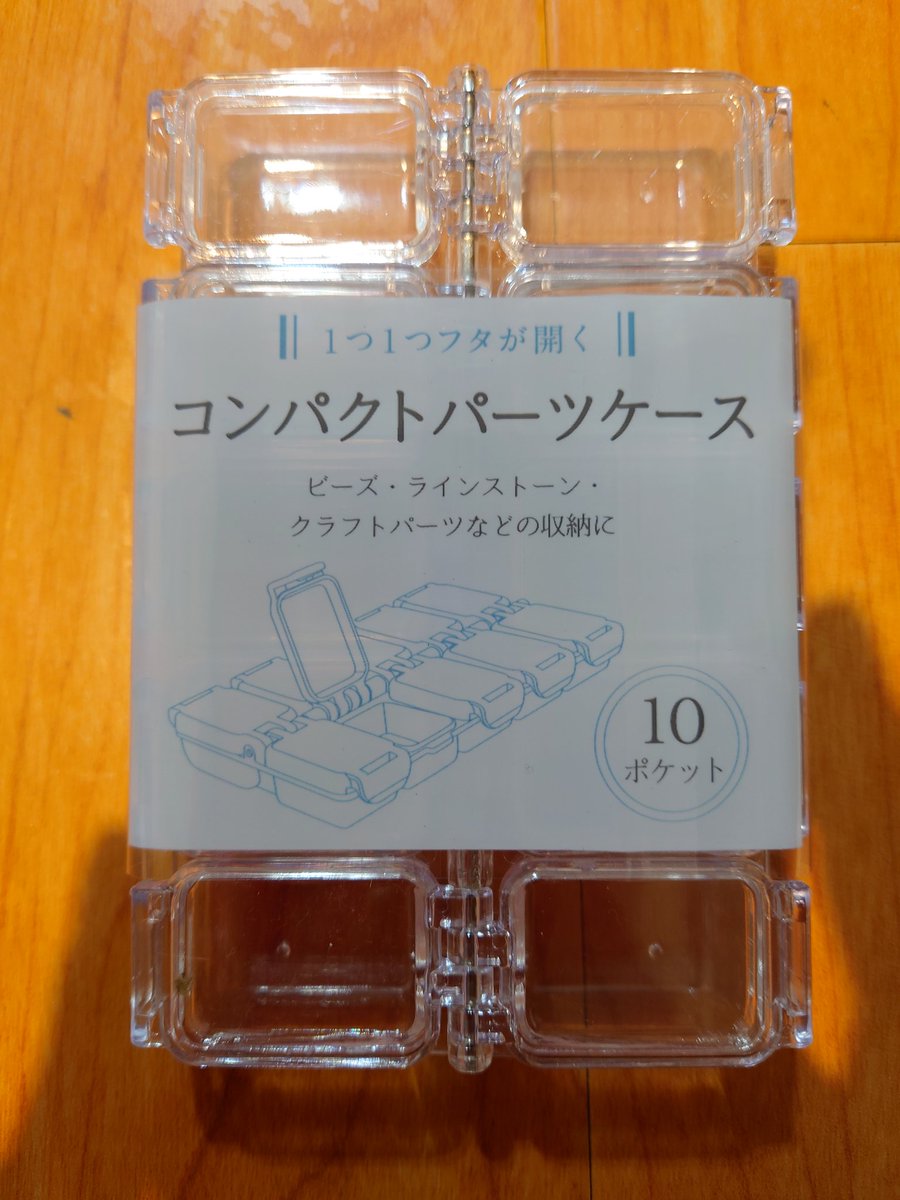 1つ1つフタが開く
コンパクトパーツケース
ビーズ・ラインストーン・
クラフトパーツなどの収納に
10
ポケット